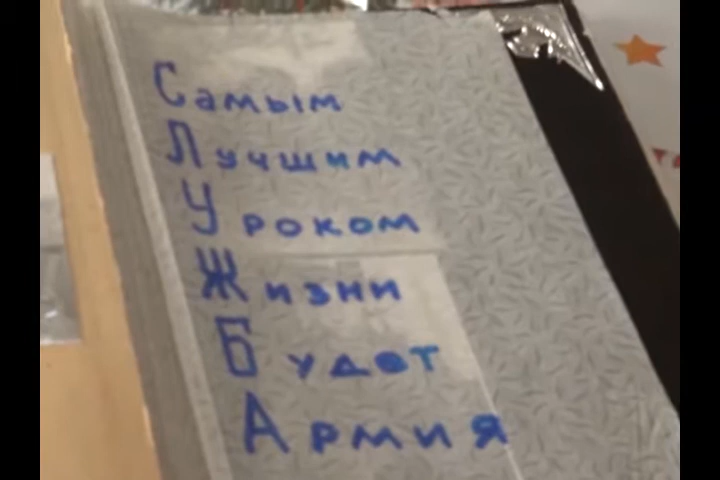 Самым
Лучшим
Уроком
Жизни
Будет
Армия